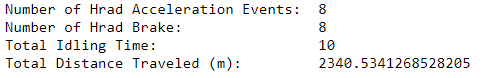 Number of Hrad Acceleration Events: 8
Number of Hrad Brake: 8
Total Idling Time: 10
Total Distance Traveled (m): 2340.5341268528205